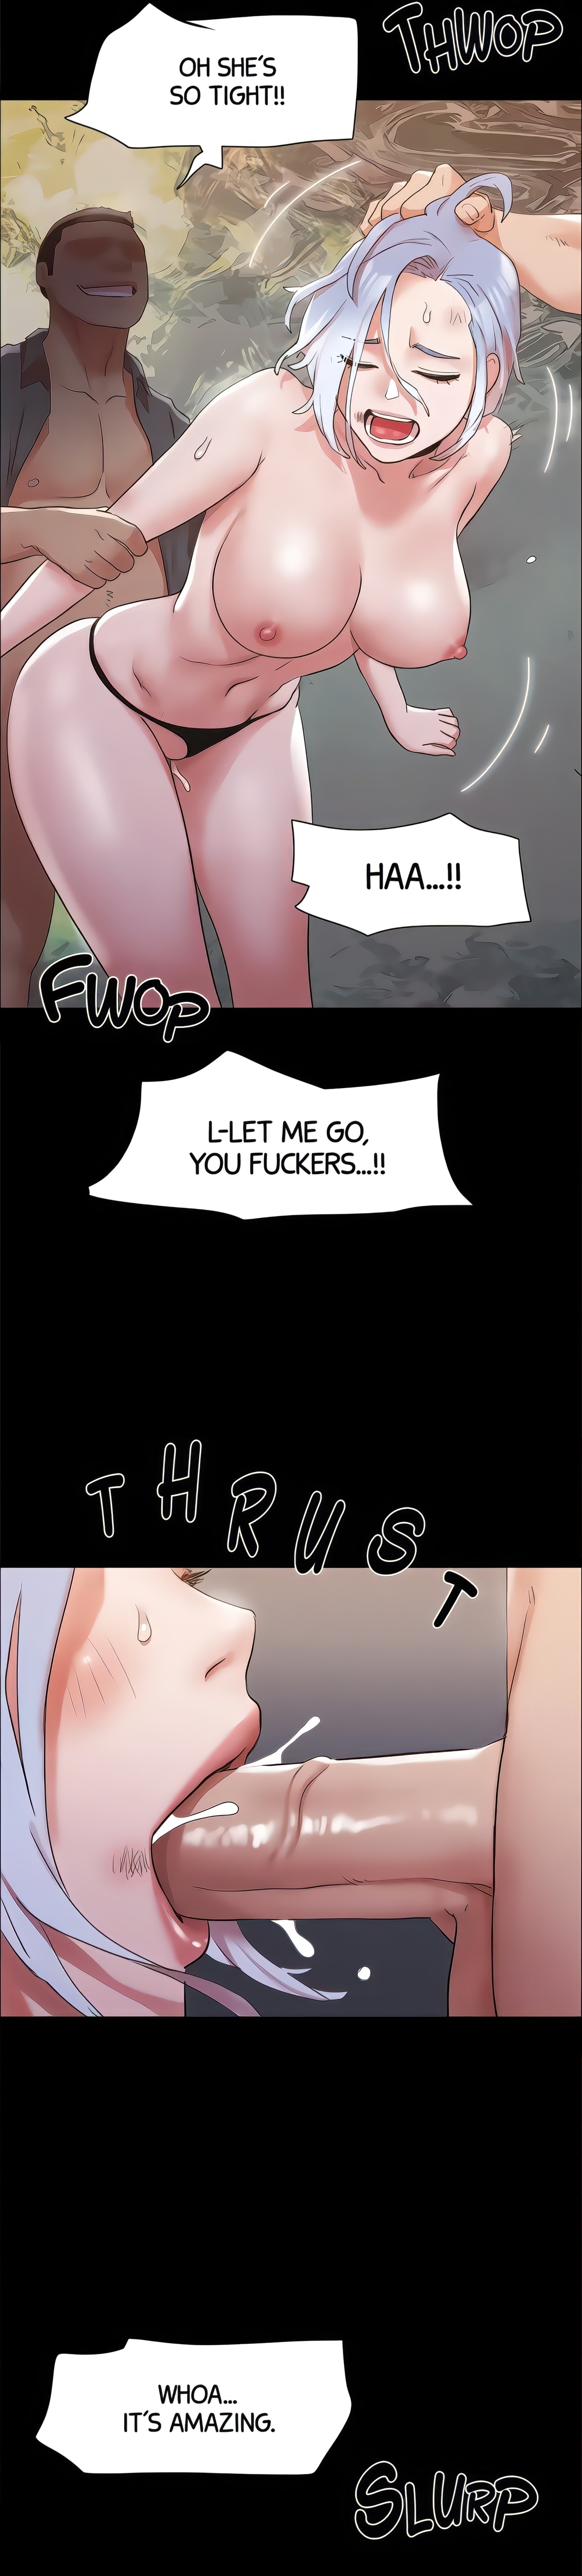 THWOP
OH SHE'S
SO TIGHT!!
HAA...!!
FWOP
L-LET ME GO,
YOU FUCKERS...!!
THRUST
WHOA...
IT'S AMAZING.
SLURP